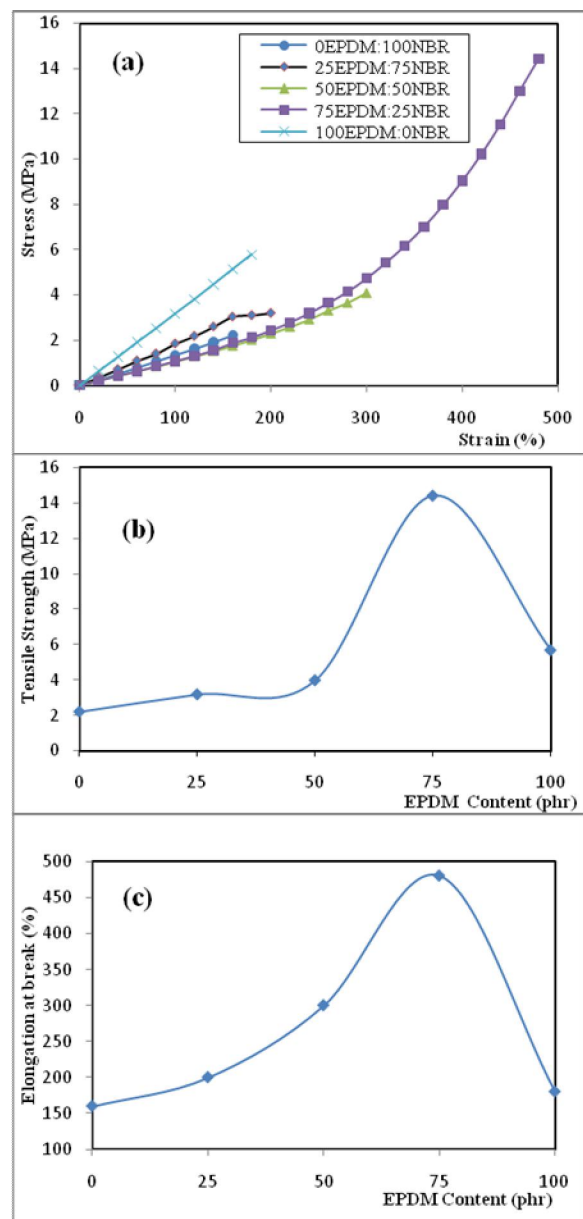 (a)
0EPDM:100NBR
25EPDM:75NBR
50EPDM:50NBR
75EPDM:25NBR
100EPDM:0NBR
Stress (MPa)
16
14
12
10
8
6
4
2
0
0 100 200 300 400 500
Strain (%)
(b)
Tensile Strength (MPa)
16
14
12
10
8
6
4
2
0
0 25 50 75 100
EPDM Content (phr)
(c)
Elongation at break (%)
500
450
400
350
300
250
200
150
100
0 25 50 75 100
EPDM Content (phr)